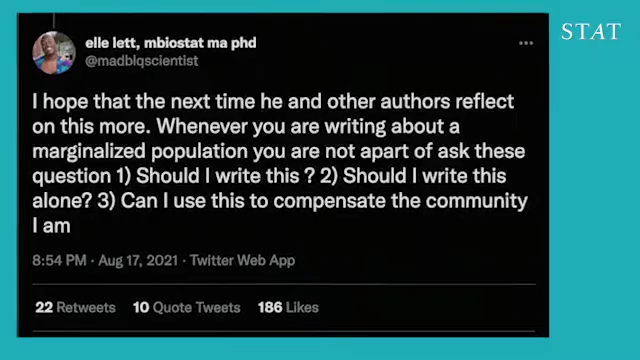 STAT
elle lett, mbiostat ma phd
@madblqscientist
I hope that the next time he and other authors reflect
on this more. Whenever you are writing about a
marginalized population you are not apart of ask these
question 1) Should I write this ? 2) Should I write this
alone? 3) Can I use this to compensate the community
I am
8:54 PM · Aug 17, 2021 · Twitter Web App
22 Retweets 10 Quote Tweets 186 Likes